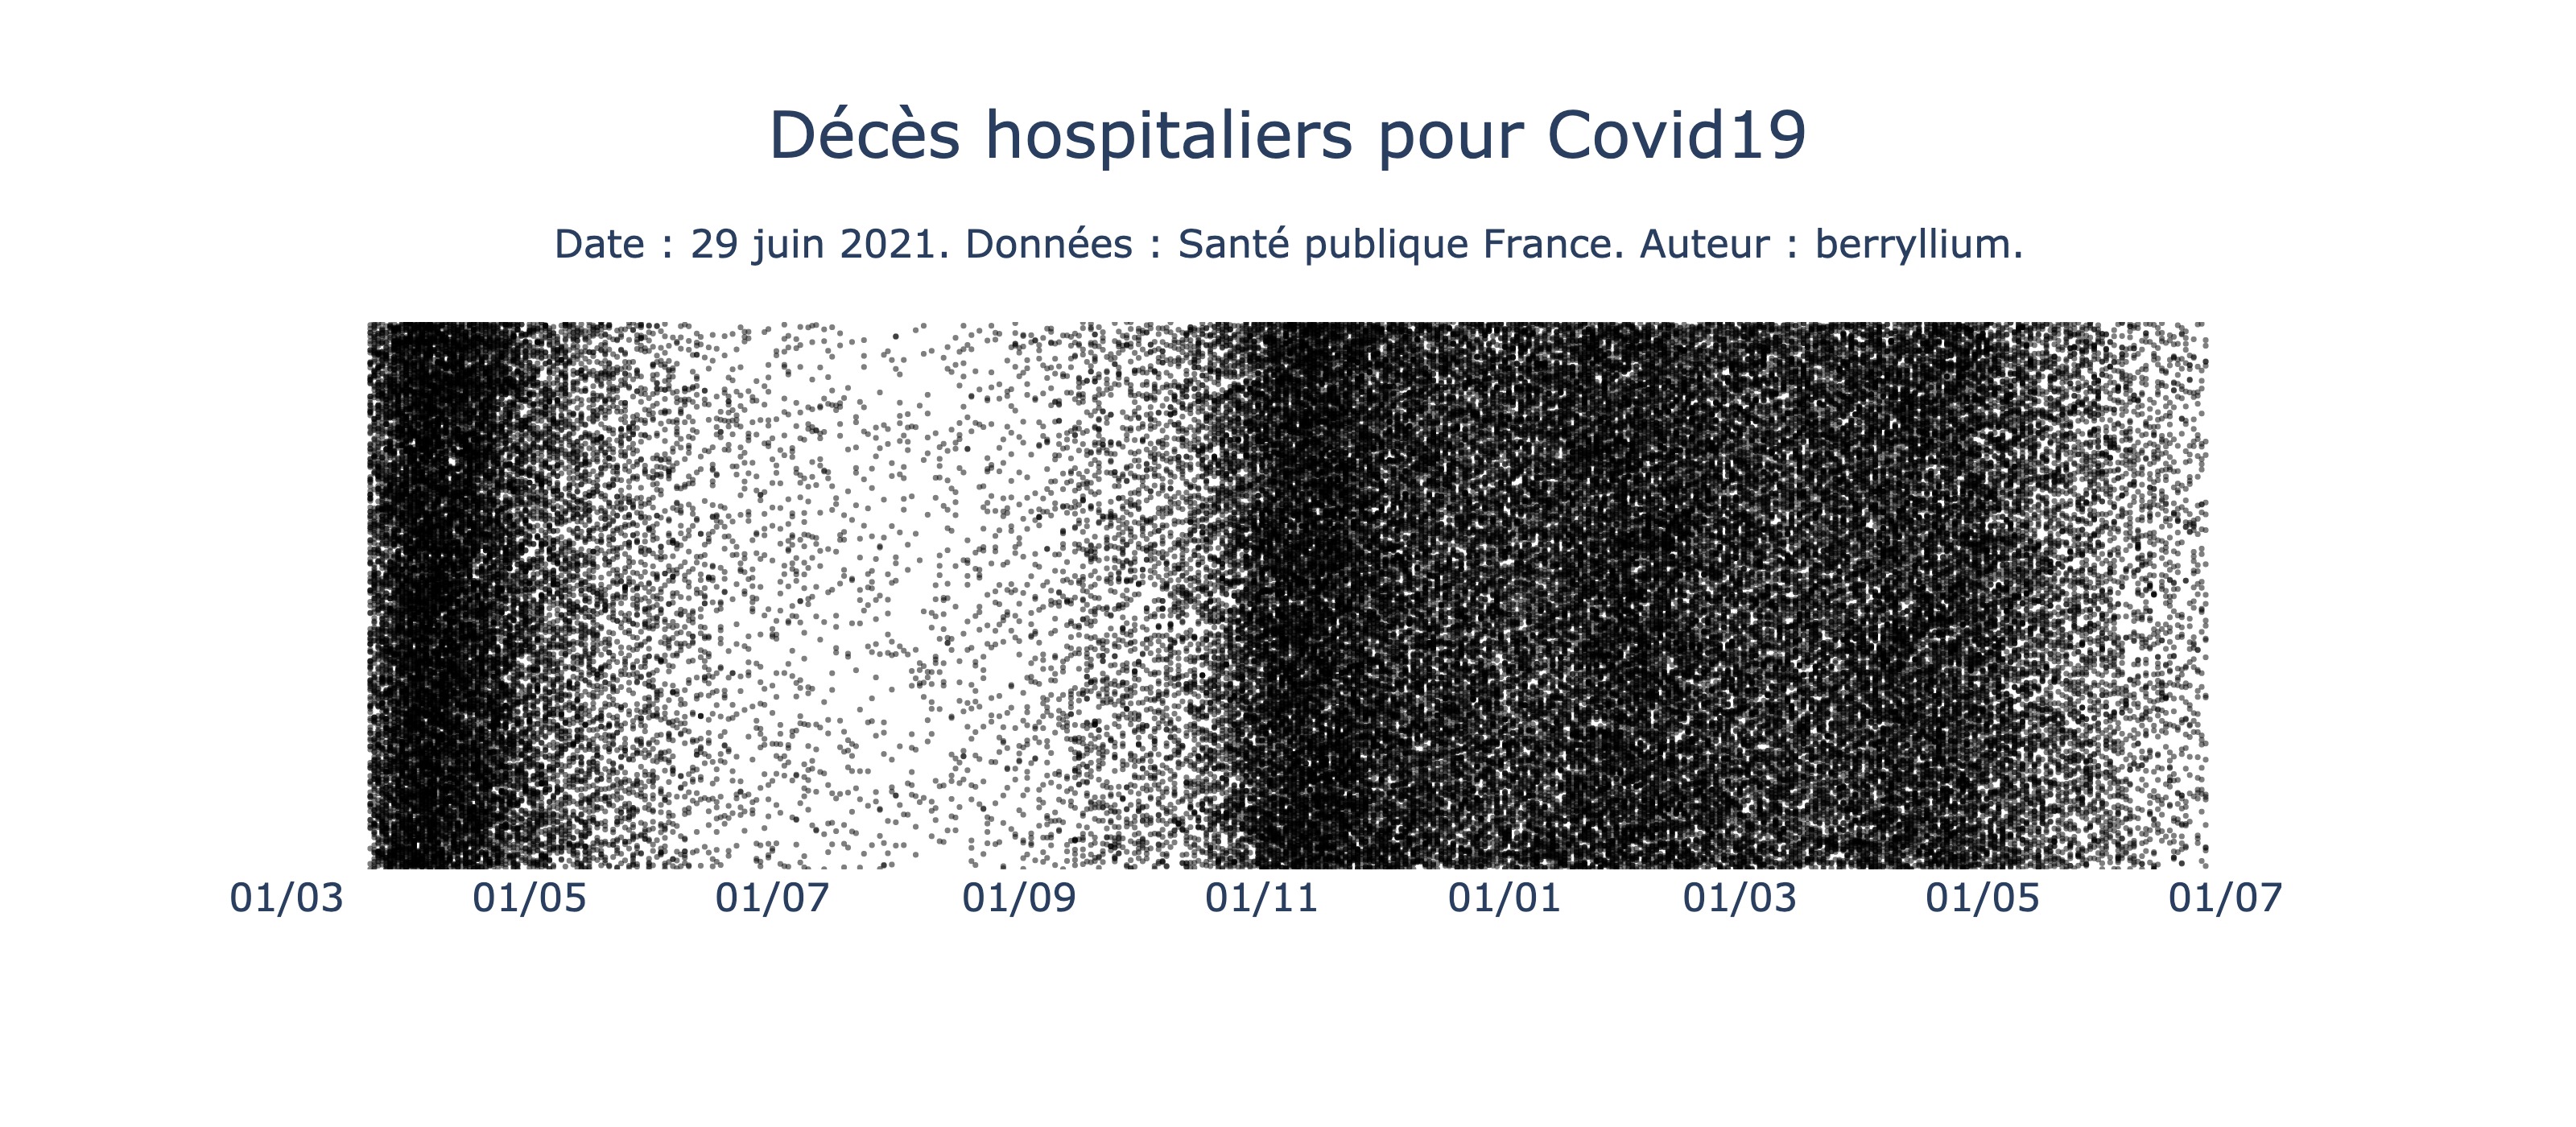 Décès hospitaliers pour Covid19
Date : 29 juin 2021. Données : Santé publique France. Auteur : berryllium.
01/03 01/05 01/07 01/09 01/11 01/01 01/03 01/05 01/07